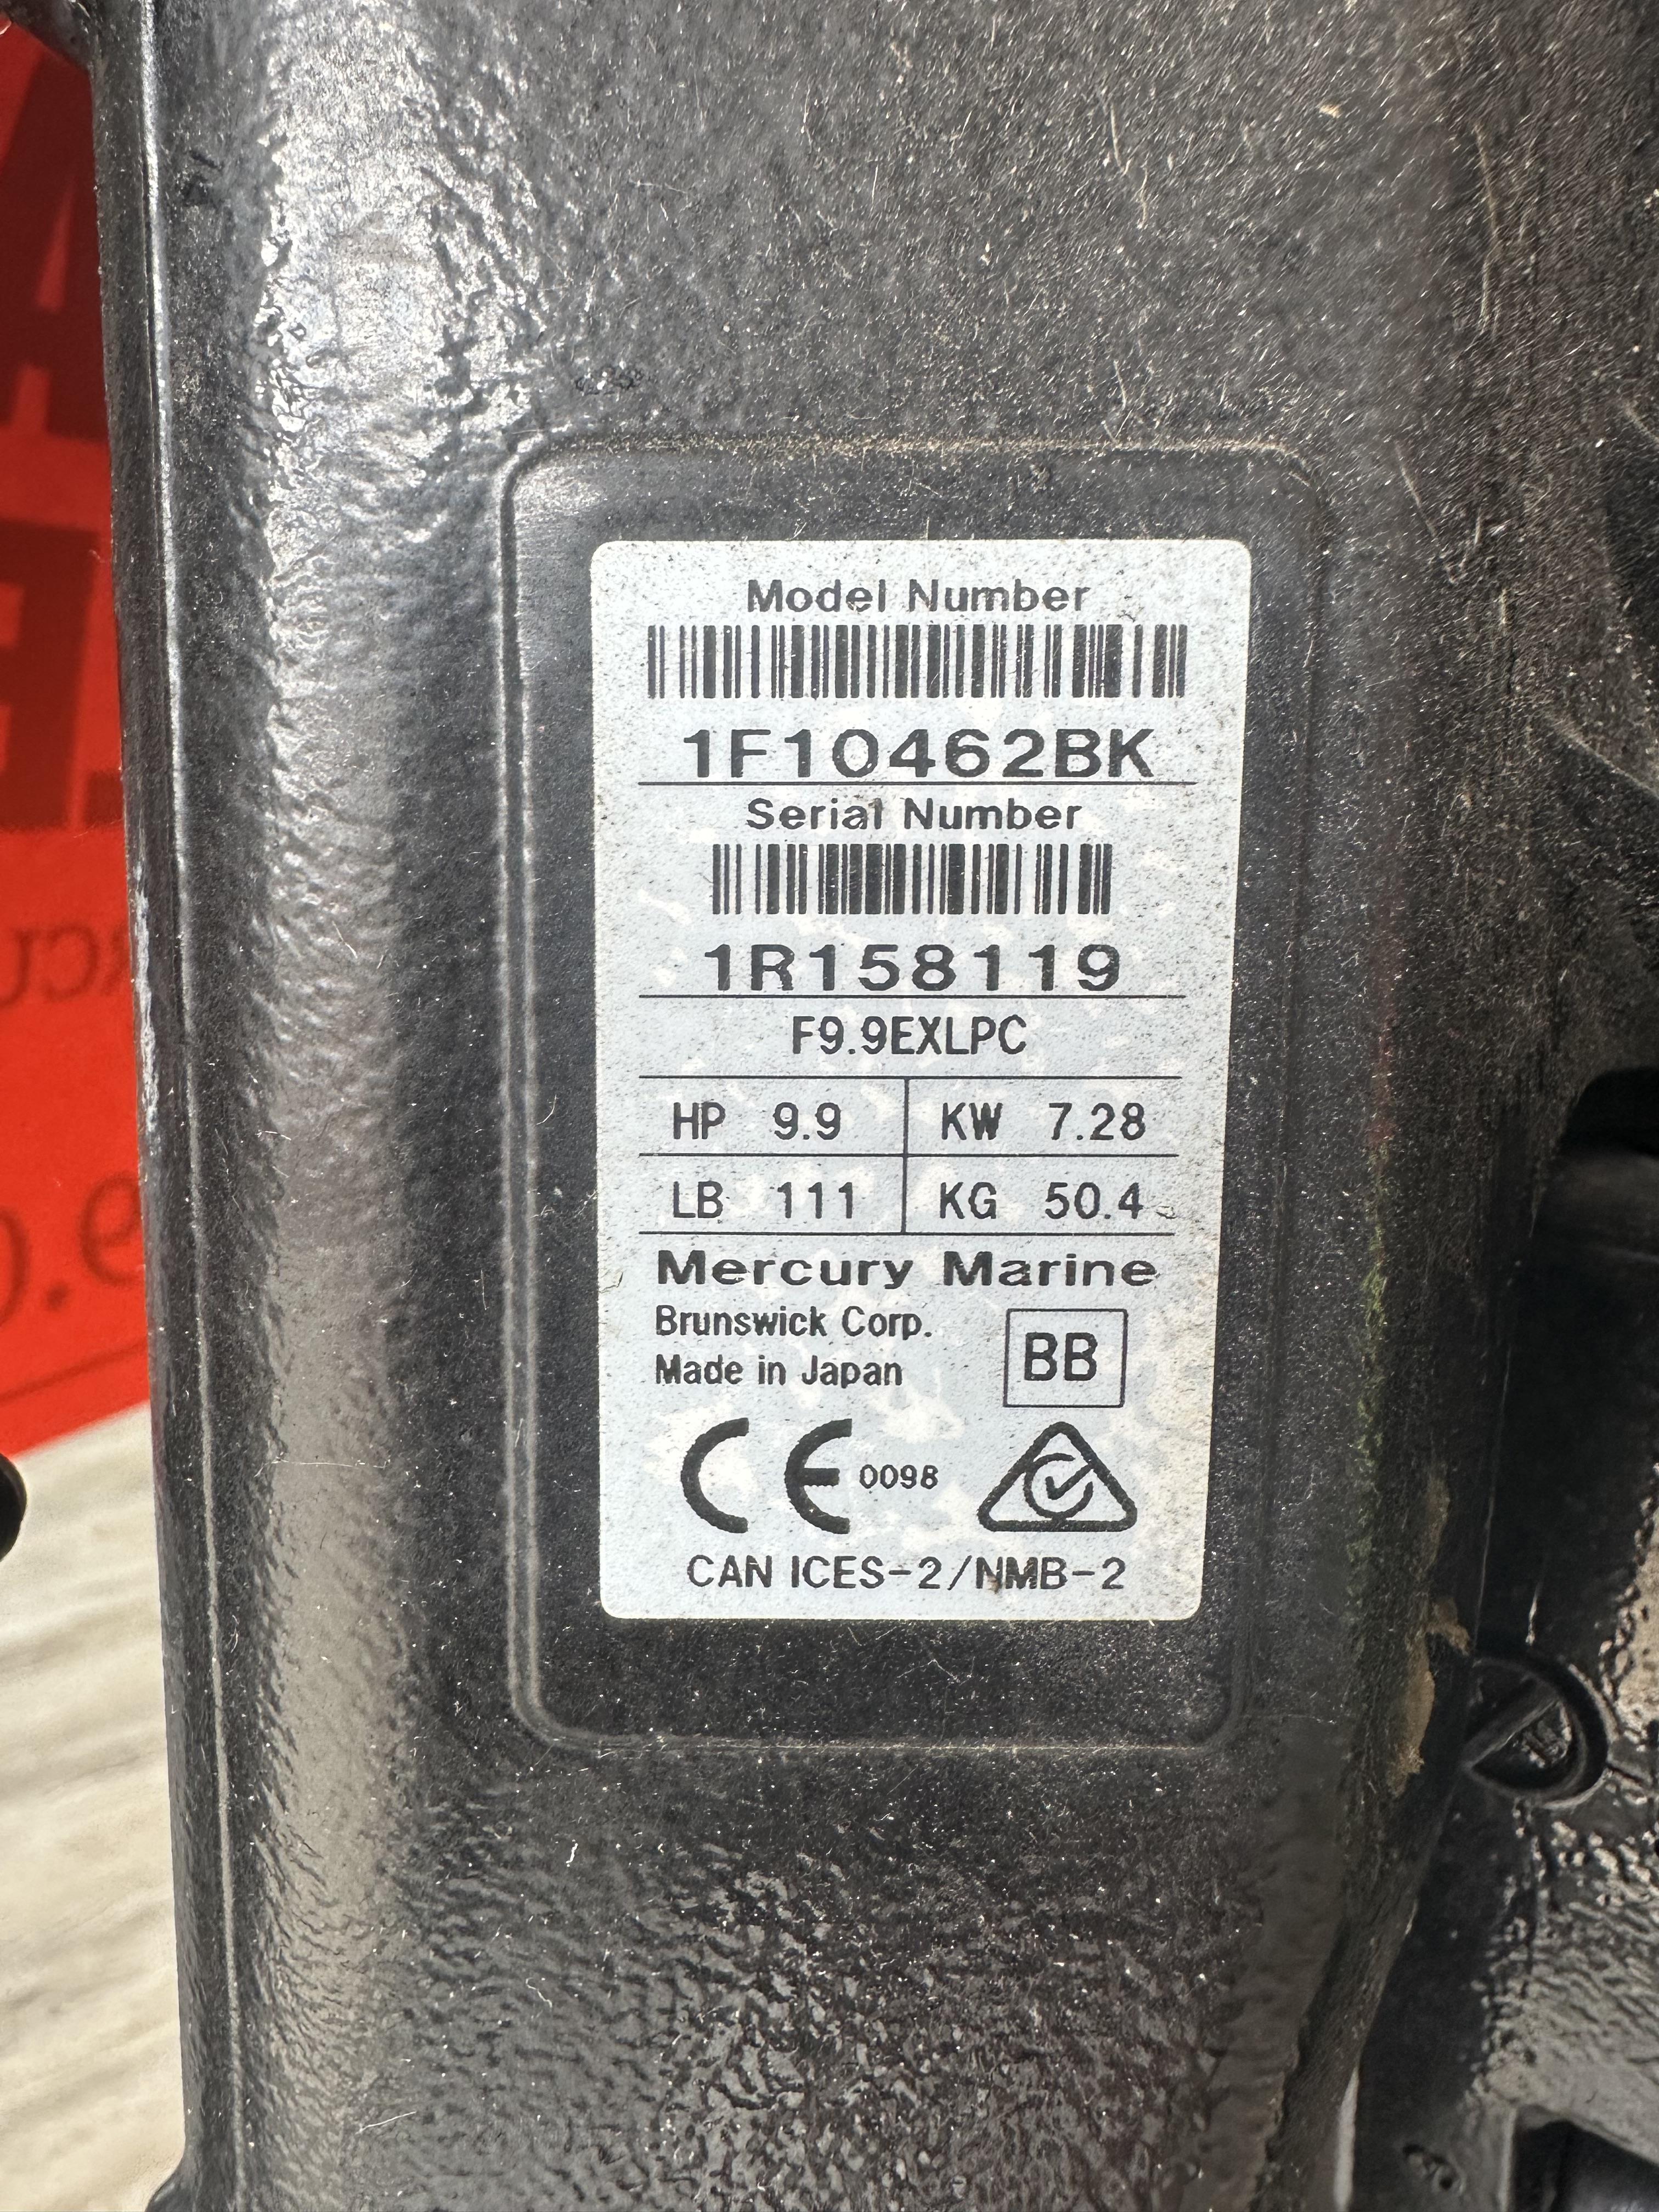 Model Number
1F10462BK
Serial Number
1R158119
F9.9EXLPC
HP 9.9 KW 7.28
LB 111 KG 50.4
Mercury Marine
Brunswick Corp.
Made in Japan
BB
CE 0098
CAN ICES-2/NMB-2